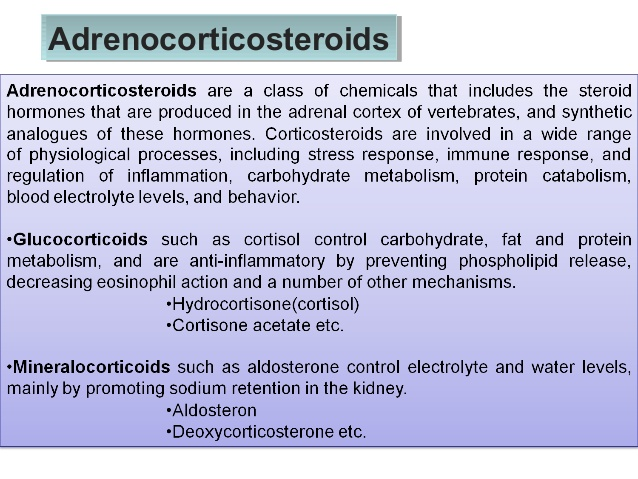 Adrenocorticosteroids
Adrenocorticosteroids are a class of chemicals that includes the steroid
hormones that are produced in the adrenal cortex of vertebrates, and synthetic
analogues of these hormones. Corticosteroids are involved in a wide range
of physiological processes, including stress response, immune response, and
regulation of inflammation, carbohydrate metabolism, protein catabolism,
blood electrolyte levels, and behavior.
•Glucocorticoids such as cortisol control carbohydrate, fat and protein
metabolism, and are anti-inflammatory by preventing phospholipid release,
decreasing eosinophil action and a number of other mechanisms.
•Hydrocortisone(cortisol)
•Cortisone acetate etc.
•Mineralocorticoids such as aldosterone control electrolyte and water levels,
mainly by promoting sodium retention in the kidney.
•Aldosteron
•Deoxycorticosterone etc.